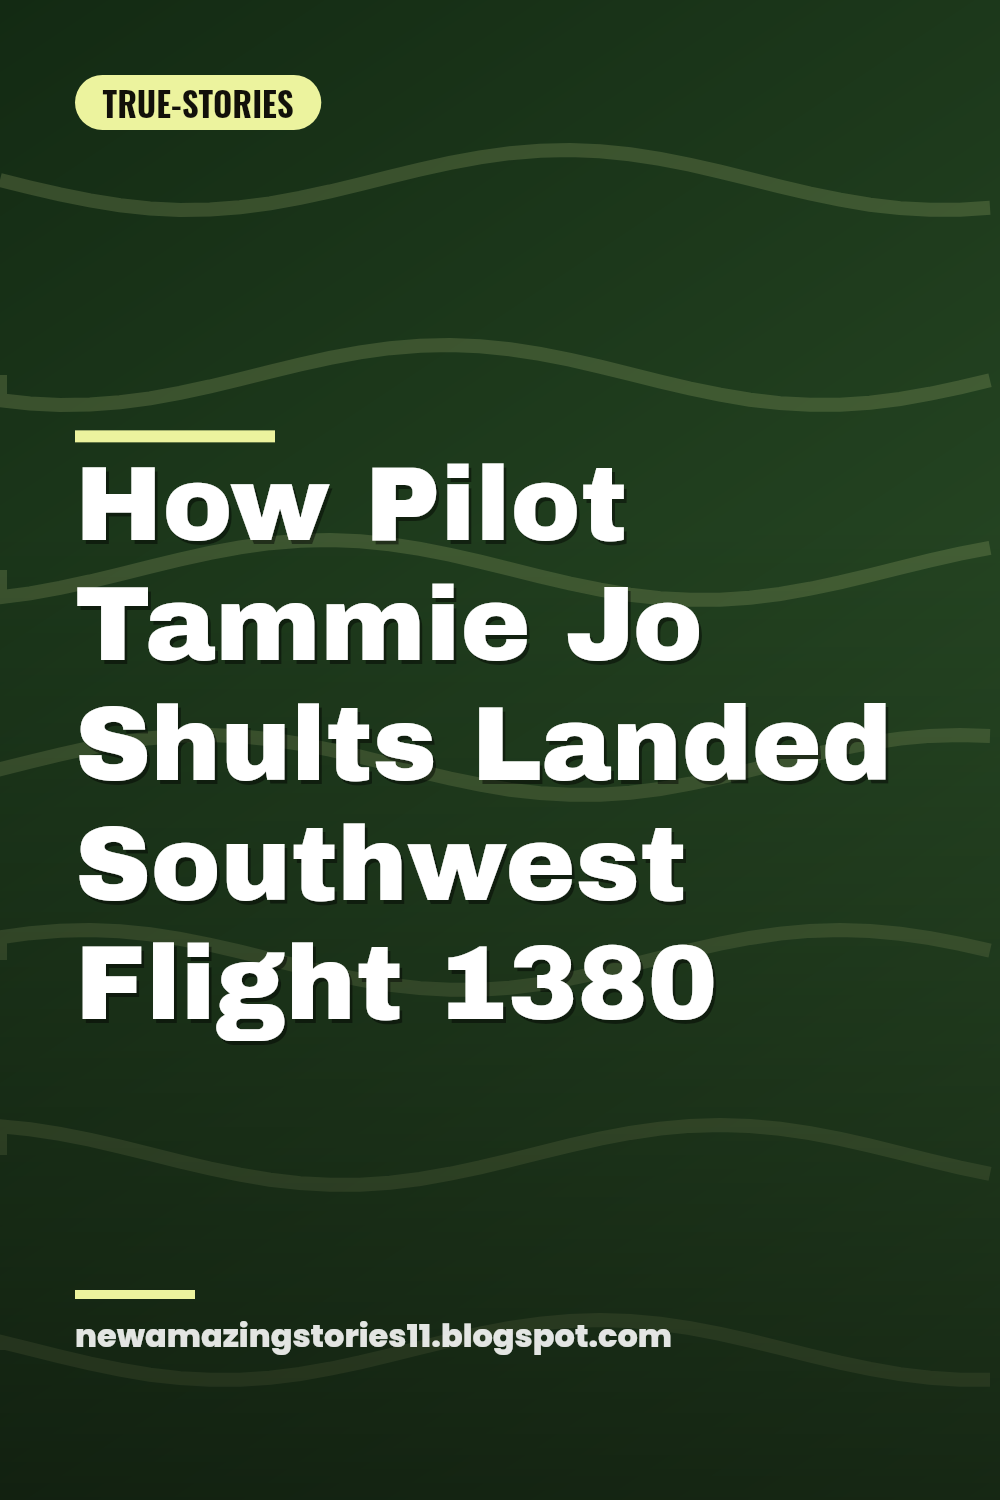 TRUE-STORIES
How Pilot
Tammie Jo
Shults Landed
Southwest
Flight 1380
newamazingstories11.blogspot.com